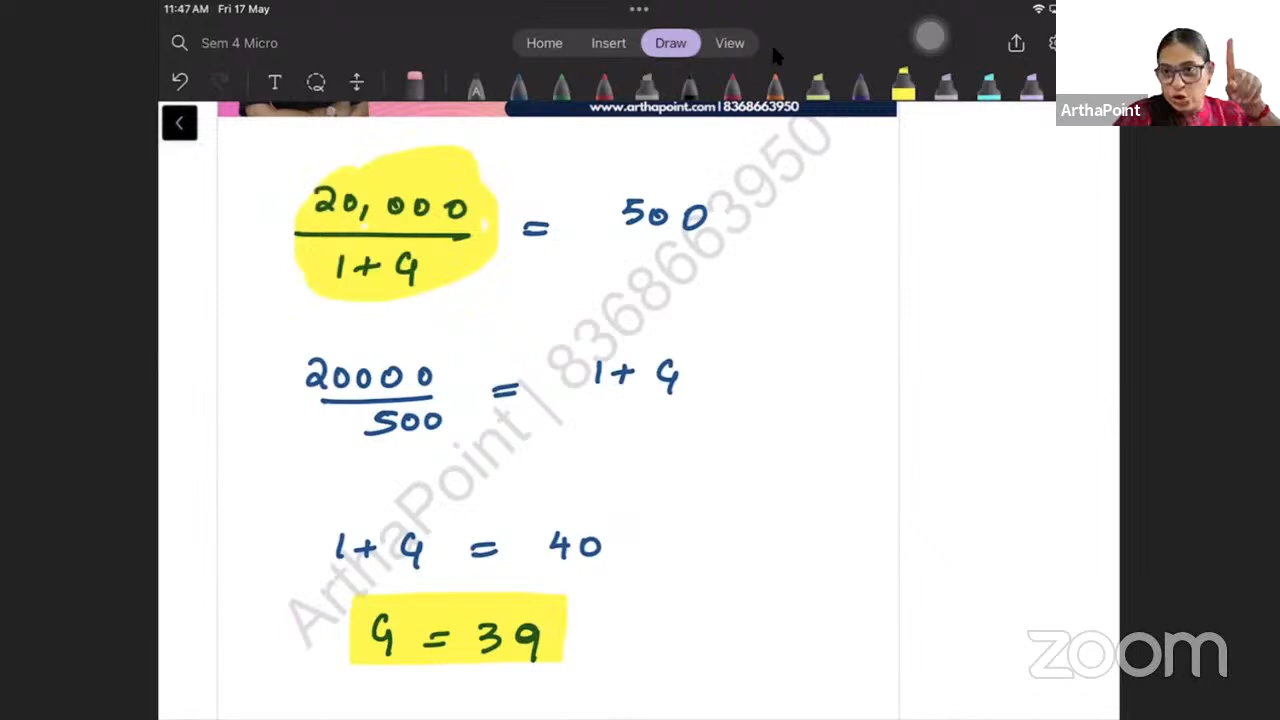 11:47 AM Fri 17 May
Sem 4 Micro
Home Insert Draw View
ArthaPoint
www.arthapoint.com | 8368663950
20,000
1 + G
= 500
20000
500
= 1 + G
1 + G = 40
G = 39
ArthaPoint | 8368663950
zoom